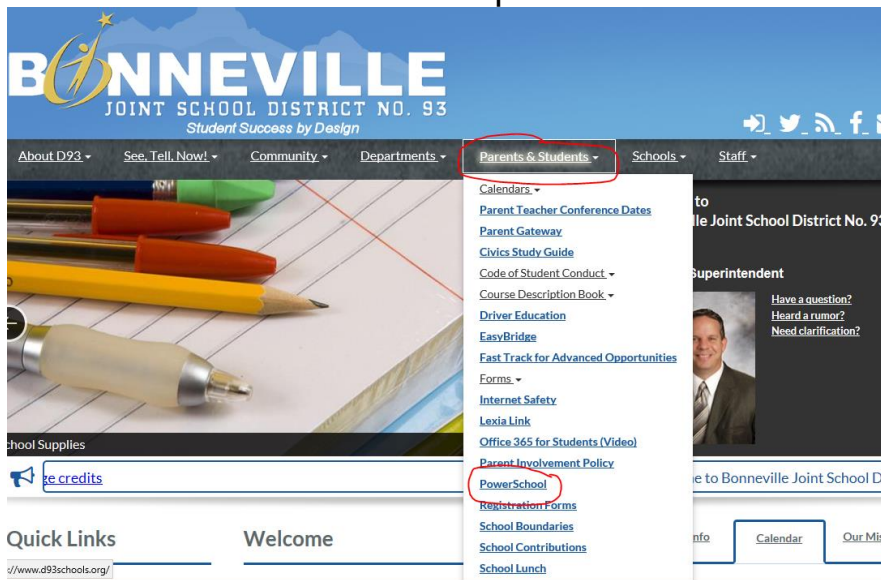 BONNEVILLE
JOINT SCHOOL DISTRICT NO. 93
Student Success by Design
About D93
See, Tell, Now!
Community
Departments
Parents & Students
Schools
Staff
Calendars
Parent Teacher Conference Dates
Parent Gateway
Civics Study Guide
Code of Student Conduct
Course Description Book
Driver Education
EasyBridge
Fast Track for Advanced Opportunities
Forms
Internet Safety
Lexia Link
Office 365 for Students (Video)
Parent Involvement Policy
PowerSchool
Registration Forms
School Boundaries
School Contributions
School Lunch
to
lle Joint School District No. 93
Superintendent
Have a question?
Heard a rumor?
Need clarification?
chool Supplies
ge credits
e to Bonneville Joint School D
Quick Links
Welcome
nfo
Calendar
Our Mis
://www.d93schools.org/